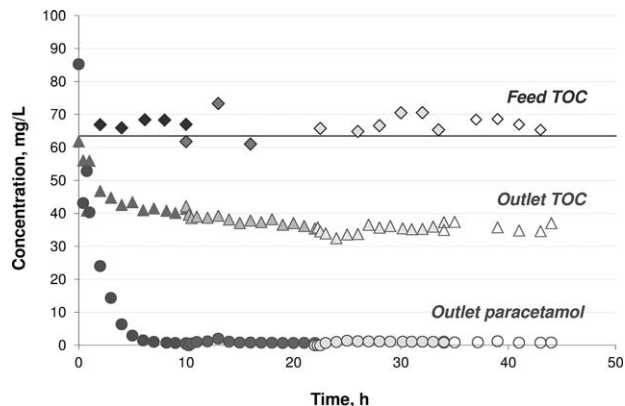 100
90
80
70
60
50
40
30
20
10
0
Concentration, mg/L
Feed TOC
Outlet TOC
Outlet paracetamol
0 10 20 30 40 50
Time, h